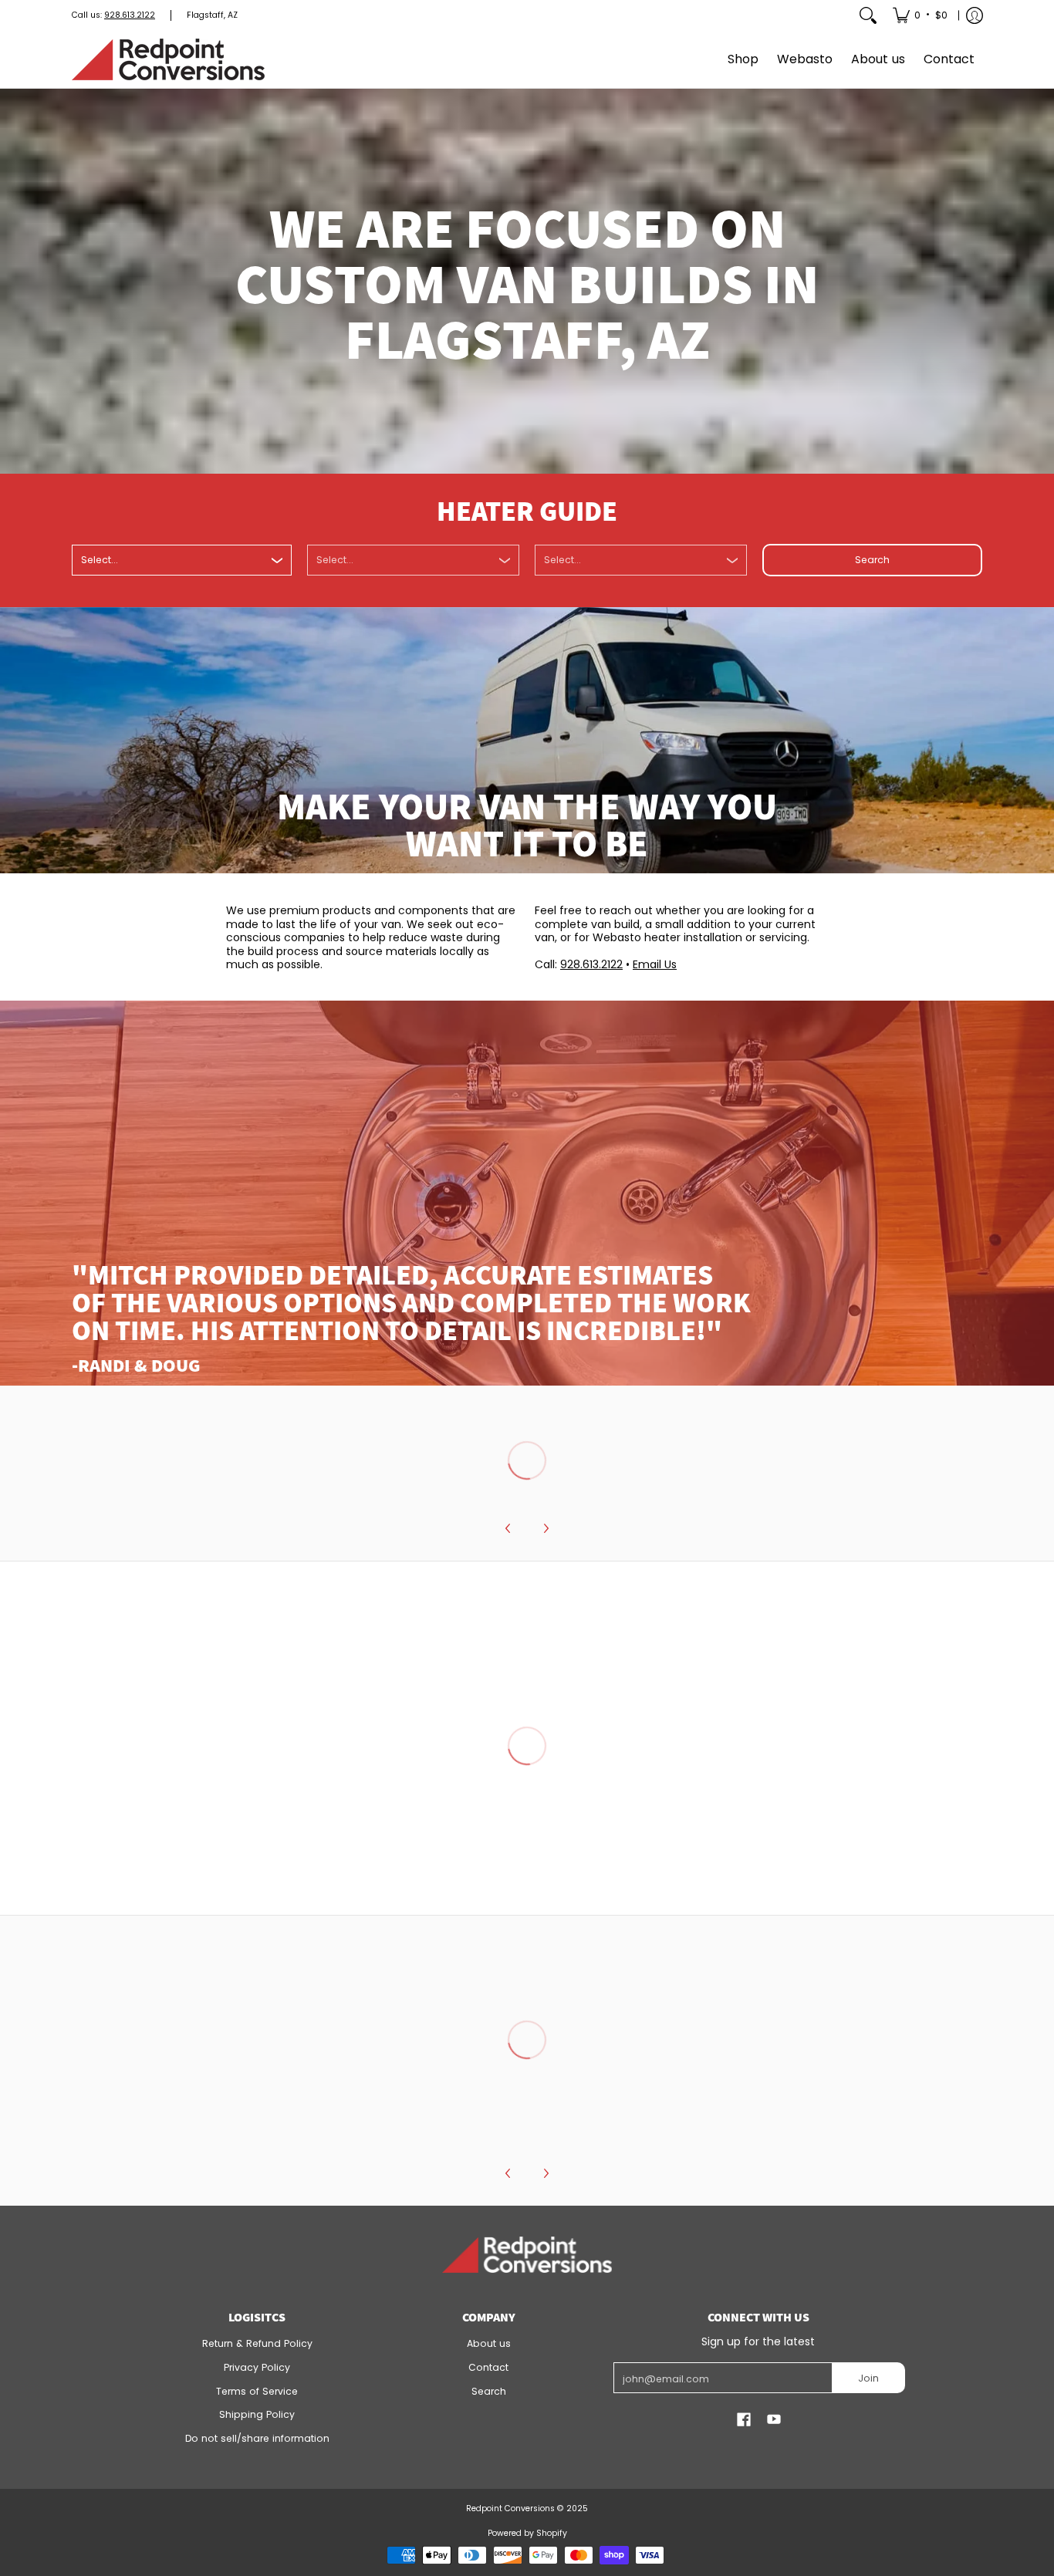 Call us: 928.613.2122 | Flagstaff, AZ
0 • $0
Redpoint
Conversions
Shop Webasto About us Contact
WE ARE FOCUSED ON
CUSTOM VAN BUILDS IN
FLAGSTAFF, AZ
HEATER GUIDE
Select... Select... Select... Search
MAKE YOUR VAN THE WAY YOU
WANT IT TO BE
We use premium products and components that are
made to last the life of your van. We seek out eco-
conscious companies to help reduce waste during
the build process and source materials locally as
much as possible.
Feel free to reach out whether you are looking for a
complete van build, a small addition to your current
van, or for Webasto heater installation or servicing.
Call: 928.613.2122 • Email Us
"MITCH PROVIDED DETAILED, ACCURATE ESTIMATES
OF THE VARIOUS OPTIONS AND COMPLETED THE WORK
ON TIME. HIS ATTENTION TO DETAIL IS INCREDIBLE!"
-RANDI & DOUG
Redpoint
Conversions
LOGISITCS
Return & Refund Policy
Privacy Policy
Terms of Service
Shipping Policy
Do not sell/share information
COMPANY
About us
Contact
Search
CONNECT WITH US
Sign up for the latest
john@email.com Join
Redpoint Conversions © 2025
Powered by Shopify
AMEX Pay DISCOVER G Pay shop VISA